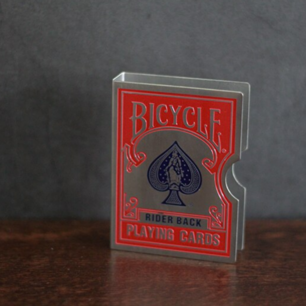 BICYCLE
RIDER BACK
PLAYING CARDS